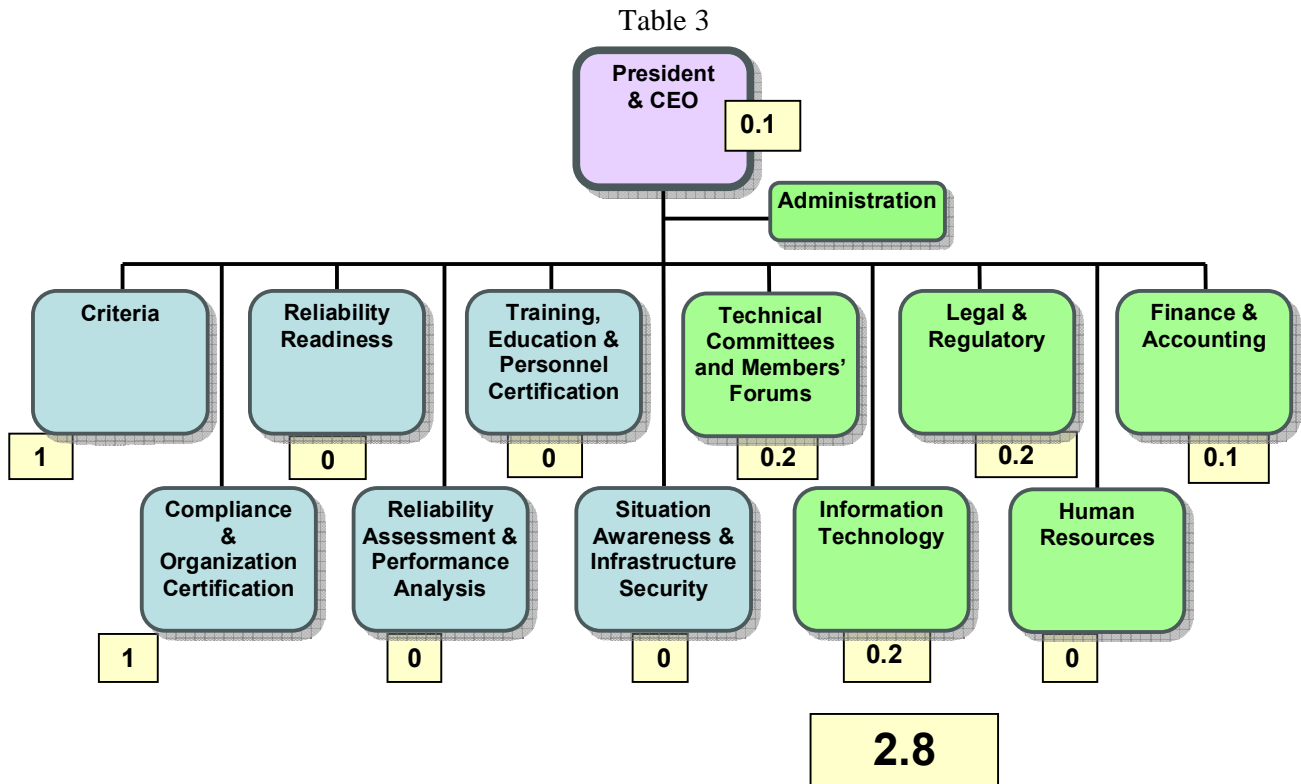 Table 3
President
& CEO
0.1
Administration
Criteria
1
Reliability
Readiness
0
Training,
Education &
Personnel
Certification
0
Technical
Committees
and Members’
Forums
0.2
Legal &
Regulatory
0.2
Finance &
Accounting
0.1
Compliance
&
Organization
Certification
1
Reliability
Assessment &
Performance
Analysis
0
Situation
Awareness &
Infrastructure
Security
0
Information
Technology
0.2
Human
Resources
0
2.8